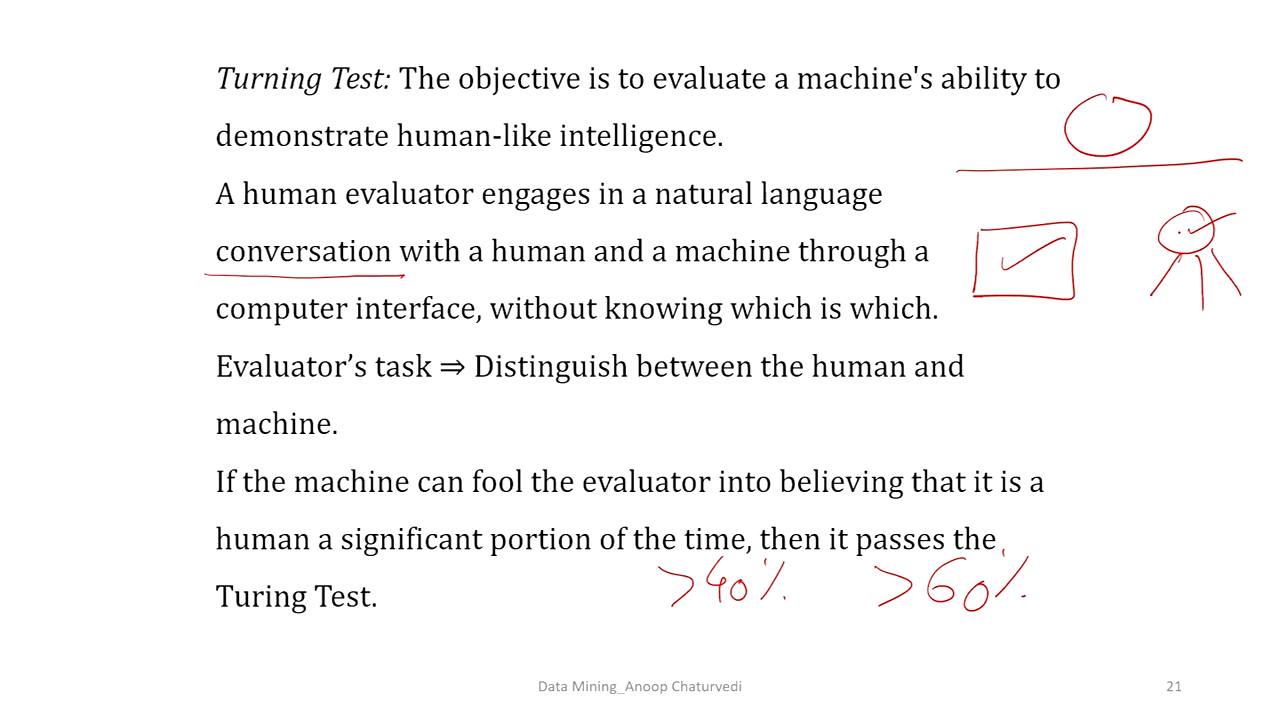 Turning Test: The objective is to evaluate a machine's ability to
demonstrate human-like intelligence.
A human evaluator engages in a natural language
conversation with a human and a machine through a
computer interface, without knowing which is which.
Evaluator’s task ⇒ Distinguish between the human and
machine.
If the machine can fool the evaluator into believing that it is a
human a significant portion of the time, then it passes the
Turing Test.
>40% >60%
Data Mining_Anoop Chaturvedi
21